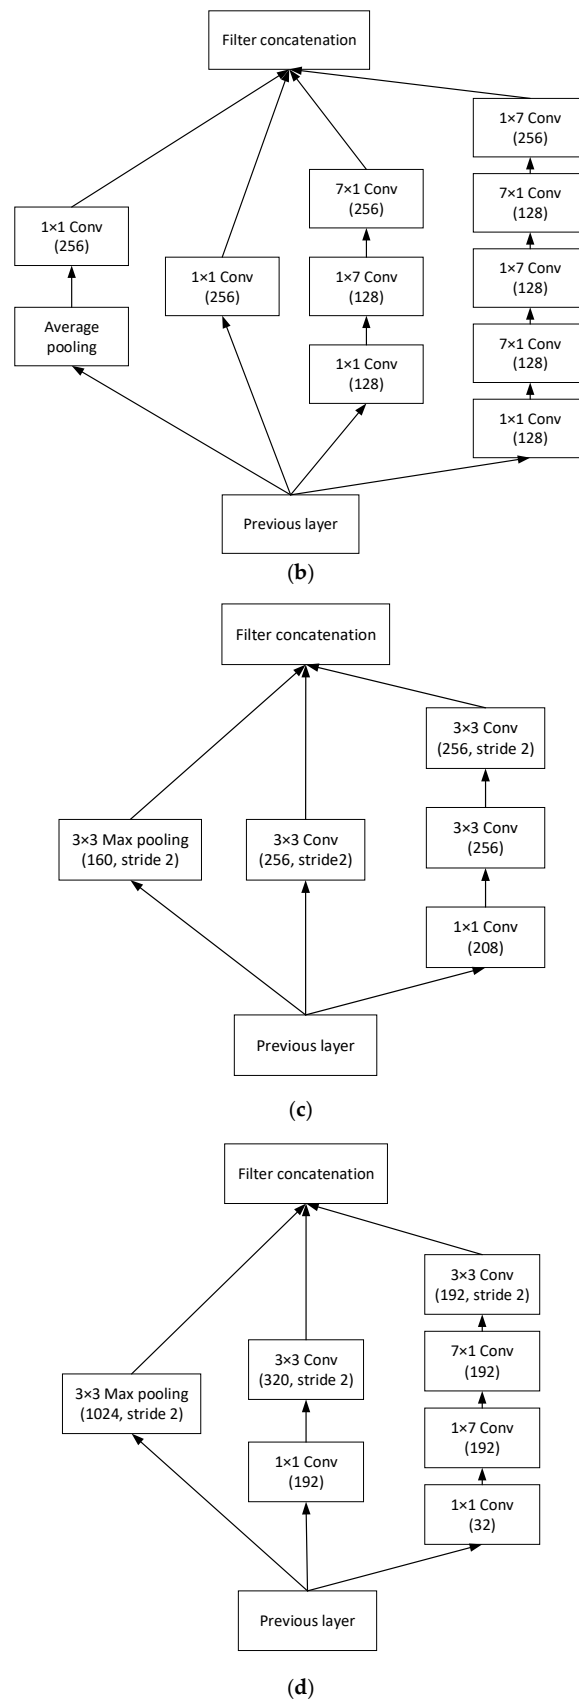 Filter concatenation
1×1 Conv
(256)
Average
pooling
1×1 Conv
(256)
7×1 Conv
(256)
1×7 Conv
(128)
1×1 Conv
(128)
1×7 Conv
(256)
7×1 Conv
(128)
1×7 Conv
(128)
7×1 Conv
(128)
1×1 Conv
(128)
Previous layer
(b)
Filter concatenation
3×3 Max pooling
(160, stride 2)
3×3 Conv
(256, stride2)
3×3 Conv
(256, stride 2)
3×3 Conv
(256)
1×1 Conv
(208)
Previous layer
(c)
Filter concatenation
3×3 Max pooling
(1024, stride 2)
3×3 Conv
(320, stride 2)
1×1 Conv
(192)
3×3 Conv
(192, stride 2)
7×1 Conv
(192)
1×7 Conv
(192)
1×1 Conv
(32)
Previous layer
(d)